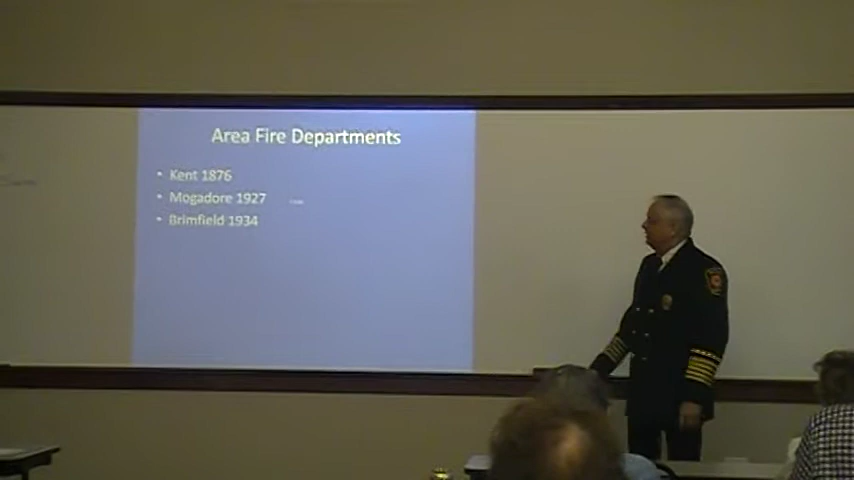 Area Fire Departments
• Kent 1876
• Mogadore 1927
• Brimfield 1934